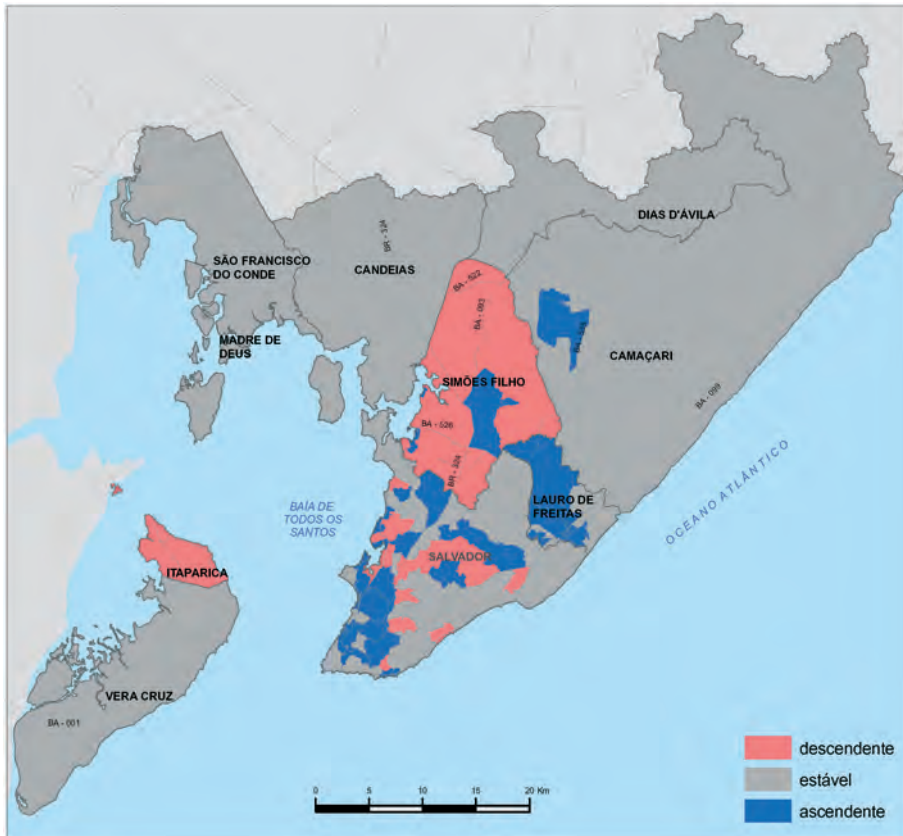 DIAS D'ÁVILA
BR - 324
SÃO FRANCISCO
DO CONDE
CANDEIAS
BA - 522
BA - 093
MADRE DE
DEUS
CAMAÇARI
SIMÕES FILHO
BA - 099
BA - 526
BR - 324
LAURO DE
FREITAS
OCEANO ATLÂNTICO
BAÍA DE
TODOS OS
SANTOS
SALVADOR
ITAPARICA
VERA CRUZ
BA - 001
descendente
estável
ascendente
0 5 10 15 20 Km